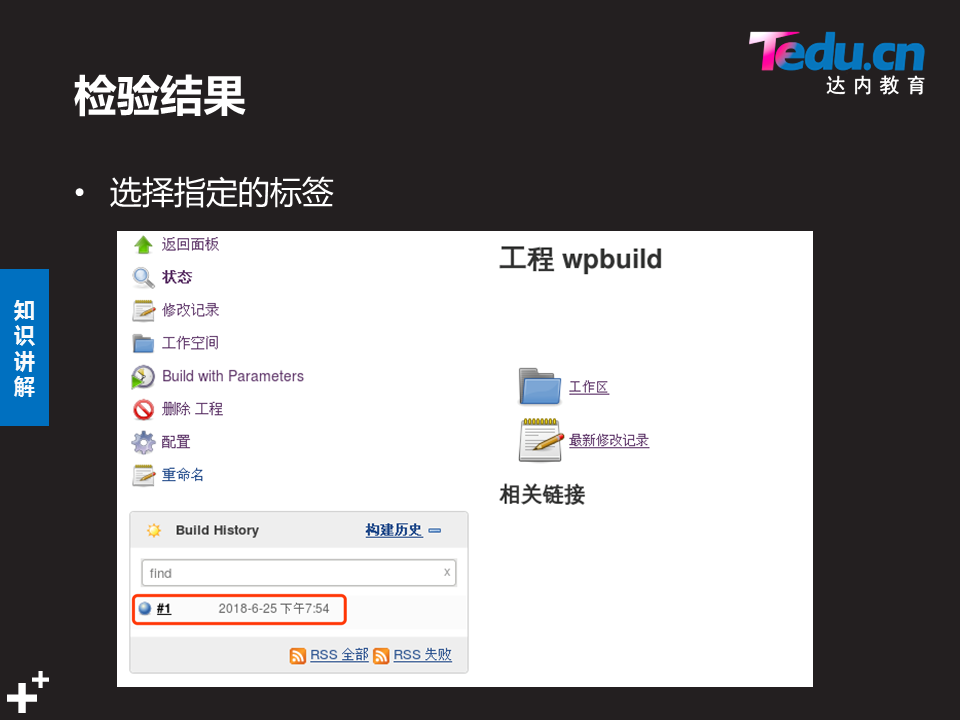 Tedu.cn
达内教育
检验结果
• 选择指定的标签
知识讲解
返回面板
状态
修改记录
工作空间
Build with Parameters
删除 工程
配置
重命名
Build History 构建历史
find x
#1 2018-6-25 下午7:54
RSS 全部 RSS 失败
工程 wpbuild
工作区
最新修改记录
相关链接